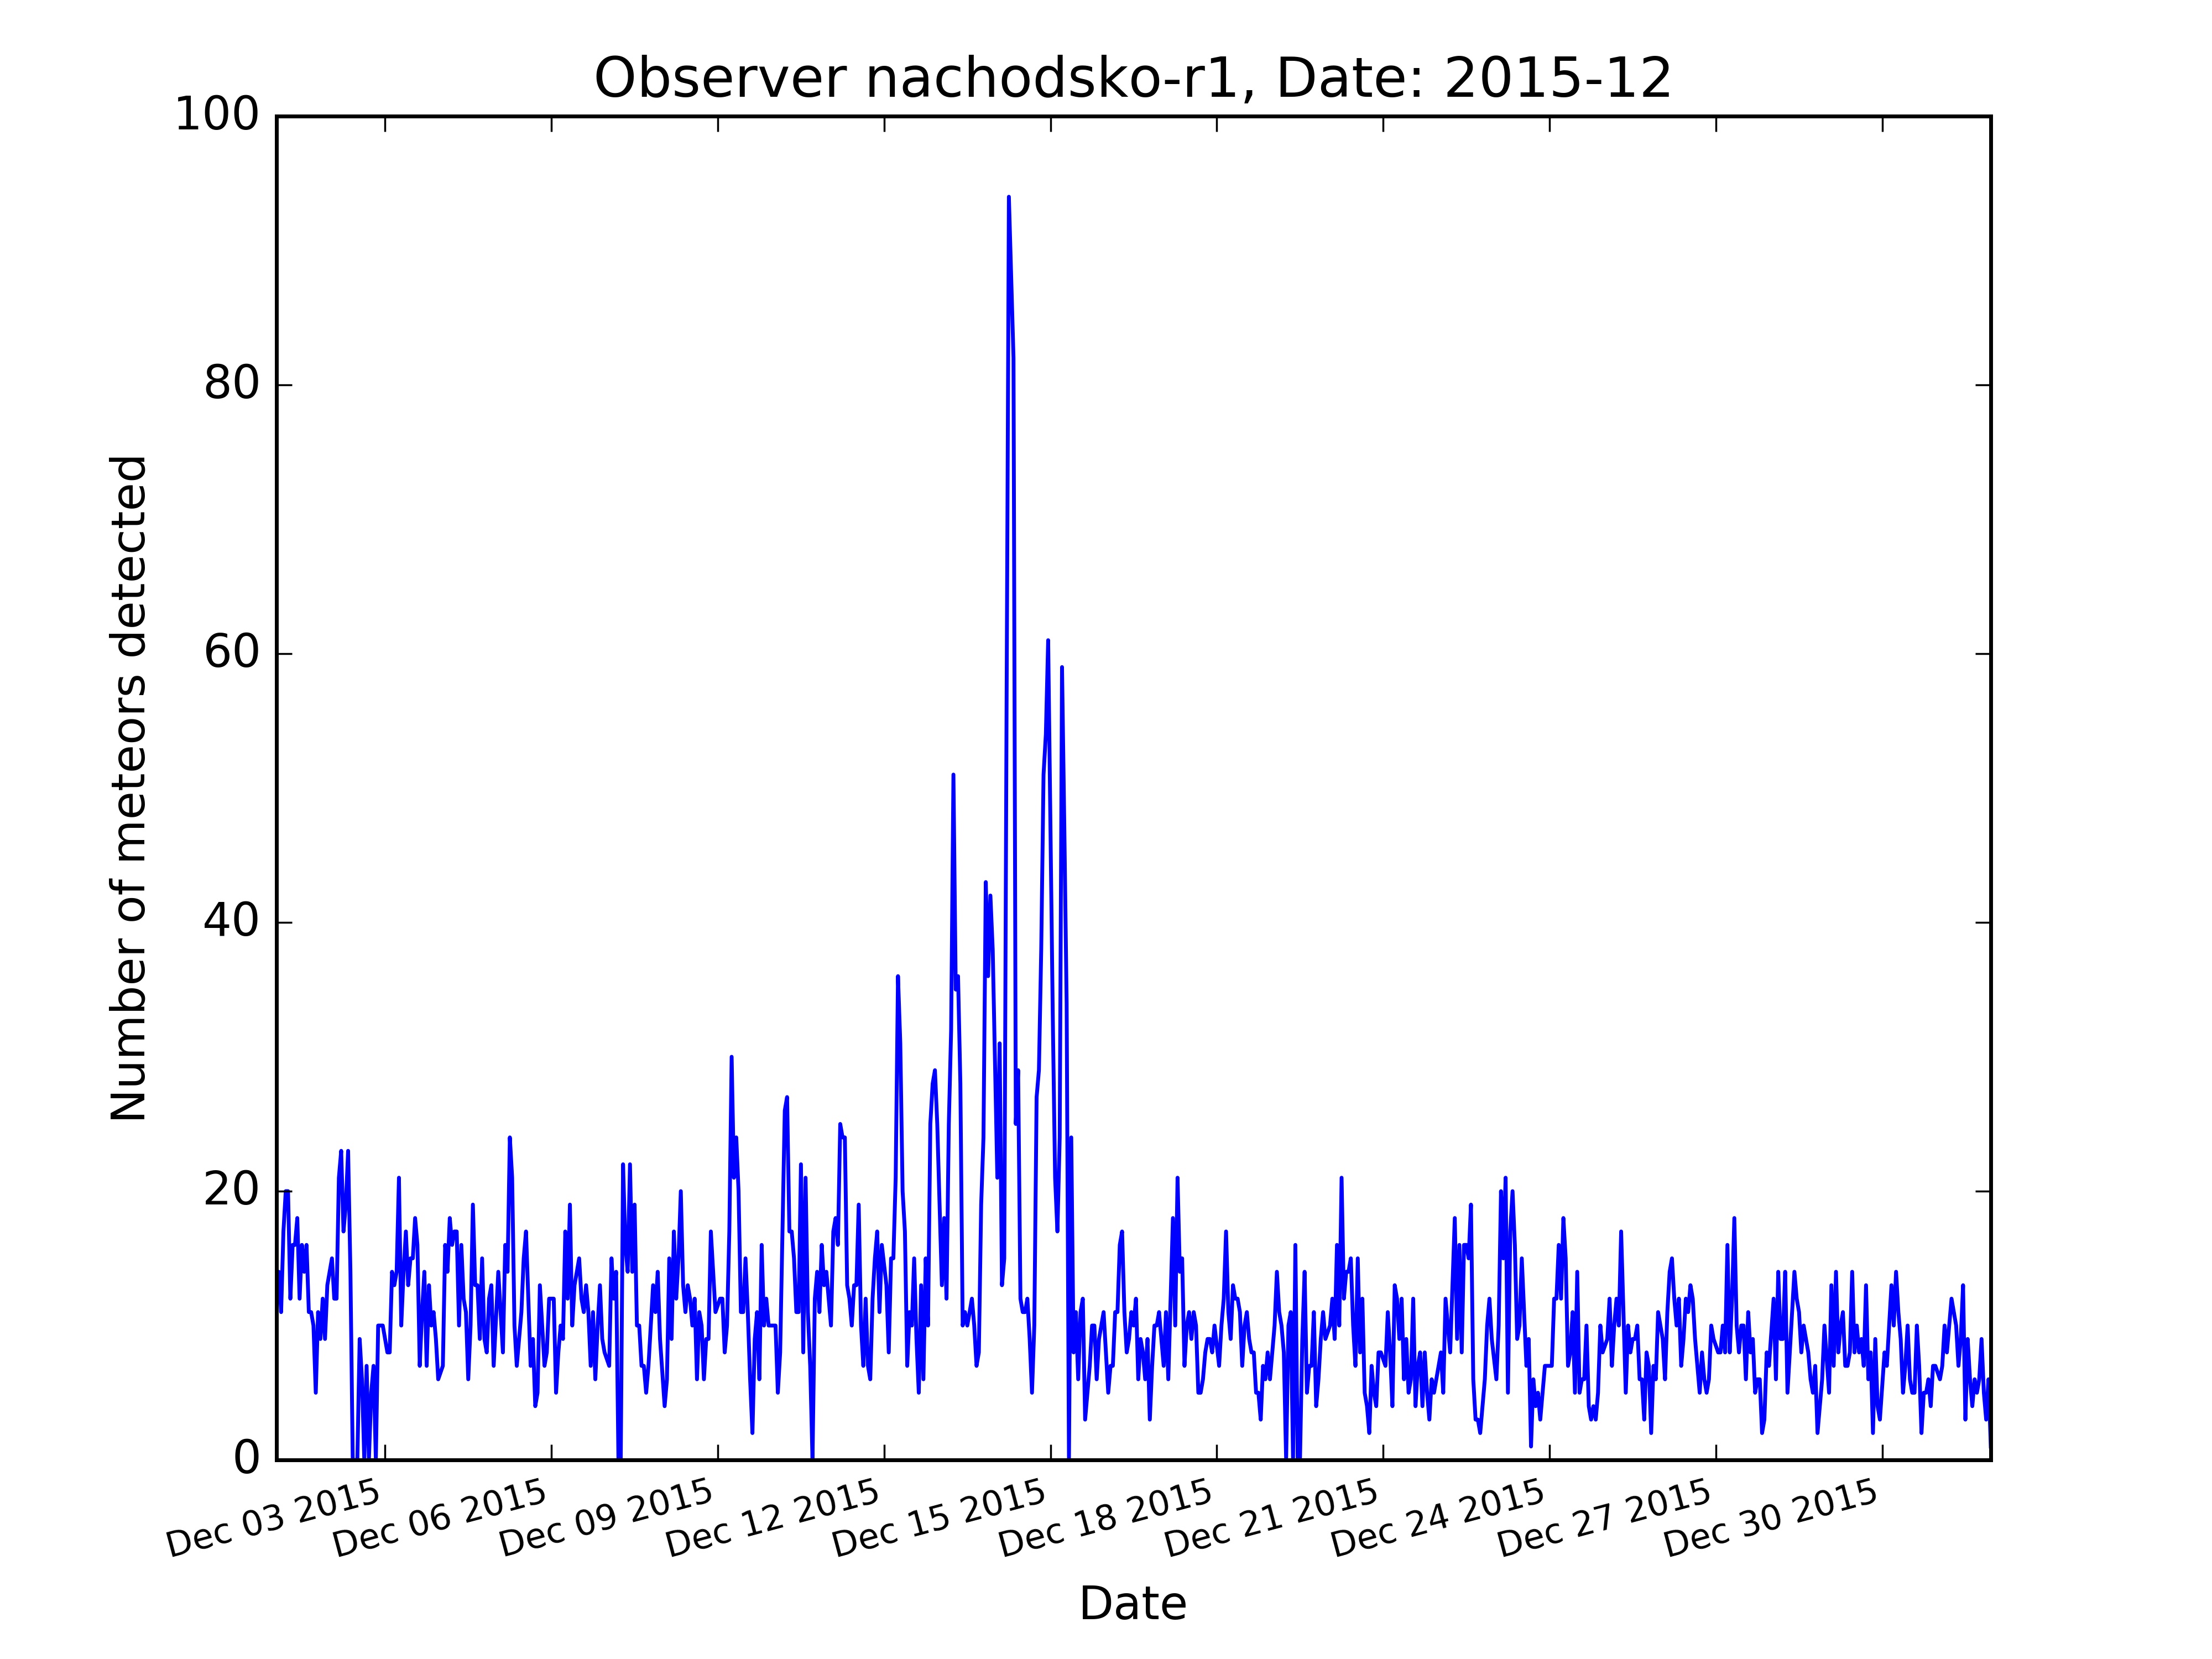 Observer nachodsko-r1, Date: 2015-12
100
80
60
40
20
0
Number of meteors detected
Dec 03 2015
Dec 06 2015
Dec 09 2015
Dec 12 2015
Dec 15 2015
Dec 18 2015
Dec 21 2015
Dec 24 2015
Dec 27 2015
Dec 30 2015
Date